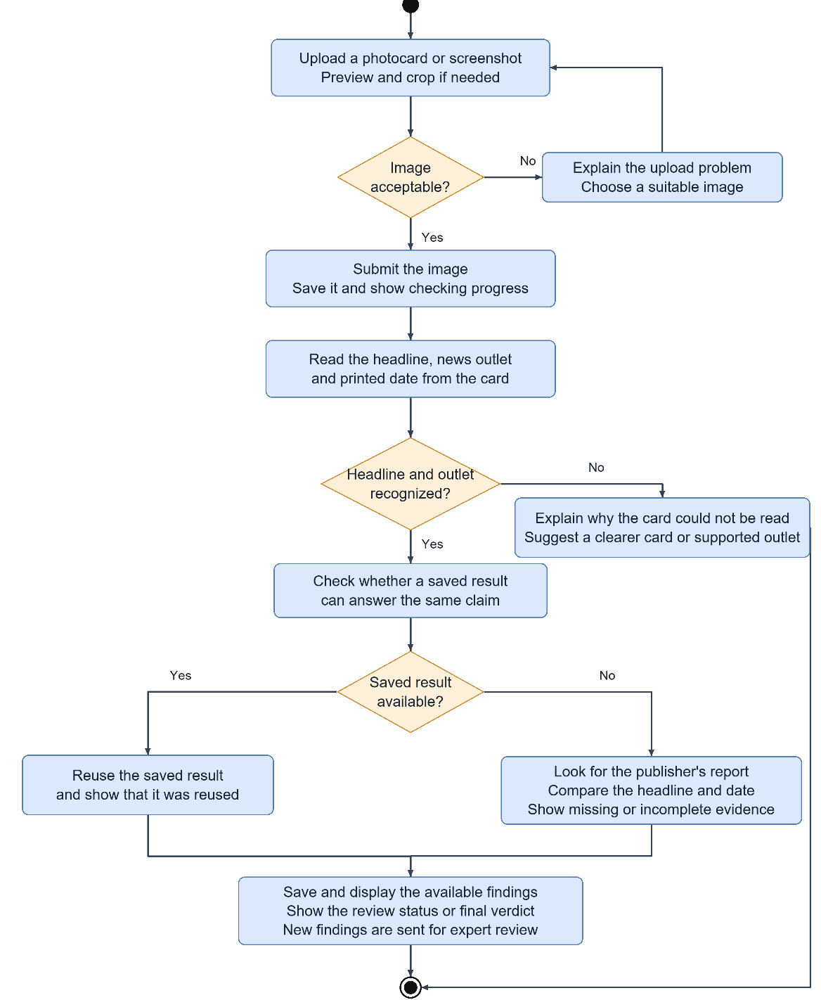 Upload a photocard or screenshot
Preview and crop if needed
Image
acceptable?
No
Explain the upload problem
Choose a suitable image
Yes
Submit the image
Save it and show checking progress
Read the headline, news outlet
and printed date from the card
Headline and outlet
recognized?
No
Explain why the card could not be read
Suggest a clearer card or supported outlet
Yes
Check whether a saved result
can answer the same claim
Saved result
available?
Yes
No
Reuse the saved result
and show that it was reused
Look for the publisher's report
Compare the headline and date
Show missing or incomplete evidence
Save and display the available findings
Show the review status or final verdict
New findings are sent for expert review